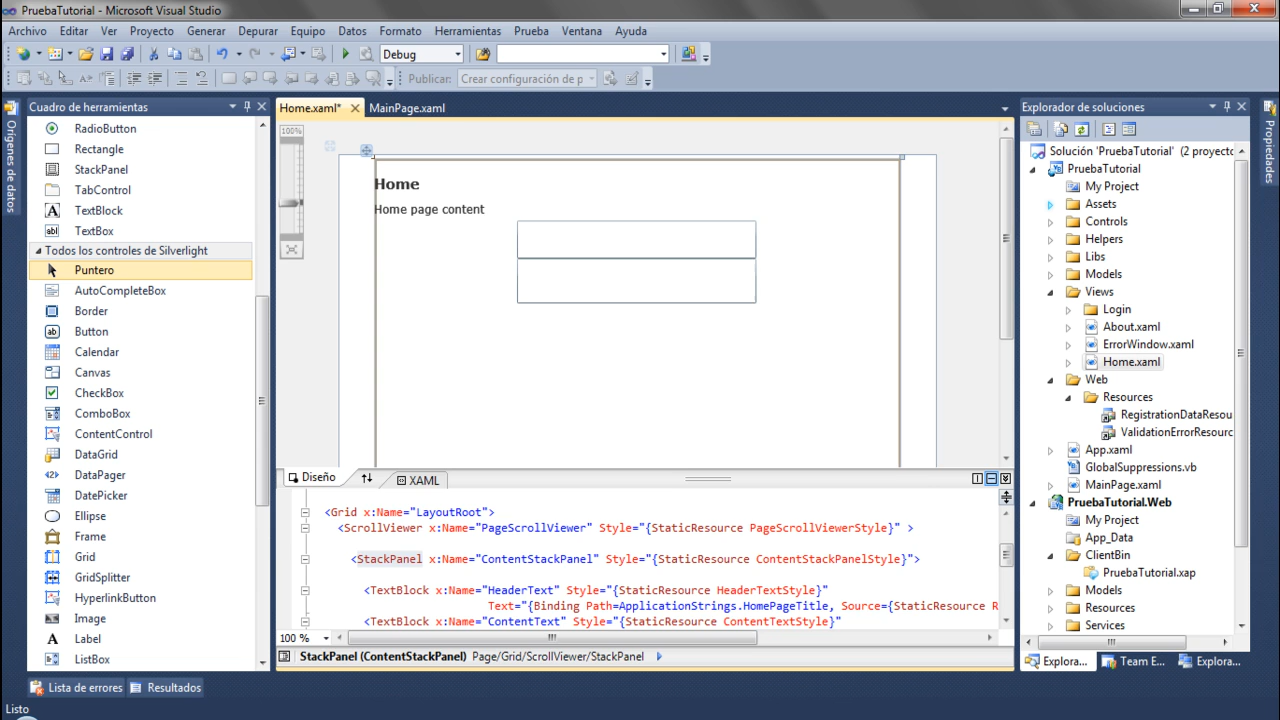 PruebaTutorial - Microsoft Visual Studio
Archivo Editar Ver Proyecto Generar Depurar Equipo Datos Formato Herramientas Prueba Ventana Ayuda
Debug
Publicar: Crear configuración de p
Orígenes de datos
Cuadro de herramientas
RadioButton
Rectangle
StackPanel
TabControl
TextBlock
TextBox
Todos los controles de Silverlight
Puntero
AutoCompleteBox
Border
Button
Calendar
Canvas
CheckBox
ComboBox
ContentControl
DataGrid
DataPager
DatePicker
Ellipse
Frame
Grid
GridSplitter
HyperlinkButton
Image
Label
ListBox
Home.xaml* MainPage.xaml
100%
Home
Home page content
Diseño XAML
<Grid x:Name="LayoutRoot">
<ScrollViewer x:Name="PageScrollViewer" Style="{StaticResource PageScrollViewerStyle}" >
<StackPanel x:Name="ContentStackPanel" Style="{StaticResource ContentStackPanelStyle}">
<TextBlock x:Name="HeaderText" Style="{StaticResource HeaderTextStyle}"
Text="{Binding Path=ApplicationStrings.HomePageTitle, Source={StaticResource R
<TextBlock x:Name="ContentText" Style="{StaticResource ContentTextStyle}"
100 %
StackPanel (ContentStackPanel) Page/Grid/ScrollViewer/StackPanel
Explorador de soluciones
Solución 'PruebaTutorial' (2 proyecto
PruebaTutorial
My Project
Assets
Controls
Helpers
Libs
Models
Views
Login
About.xaml
ErrorWindow.xaml
Home.xaml
Web
Resources
RegistrationDataResou
ValidationErrorResourc
App.xaml
GlobalSuppressions.vb
MainPage.xaml
PruebaTutorial.Web
My Project
App_Data
ClientBin
PruebaTutorial.xap
Models
Resources
Services
Explora... Team E... Explora...
Propiedades
Lista de errores Resultados
Listo